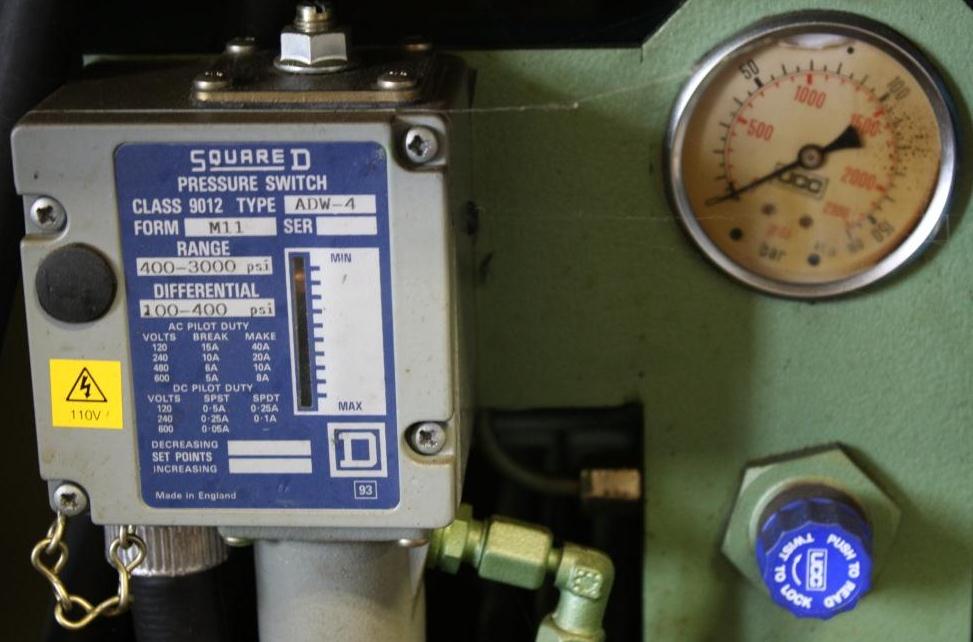 SQUARE D
PRESSURE SWITCH
CLASS 9012 TYPE ADW-4
FORM M11 SER
RANGE
400-3000 psi
DIFFERENTIAL
100-400 psi
AC PILOT DUTY
VOLTS BREAK MAKE
120 15A 40A
240 10A 20A
480 6A 10A
600 5A 8A
DC PILOT DUTY
VOLTS SPST SPDT
120 0·5A 0·25A
240 0·25A 0·1A
600 0·05A -
DECREASING
SET POINTS
INCREASING
Made in England
93
MIN
MAX
D
110V
50
100
150
500
1000
1500
2000
UCC
bar
PUSH TO READ
TWIST TO LOCK
UCC